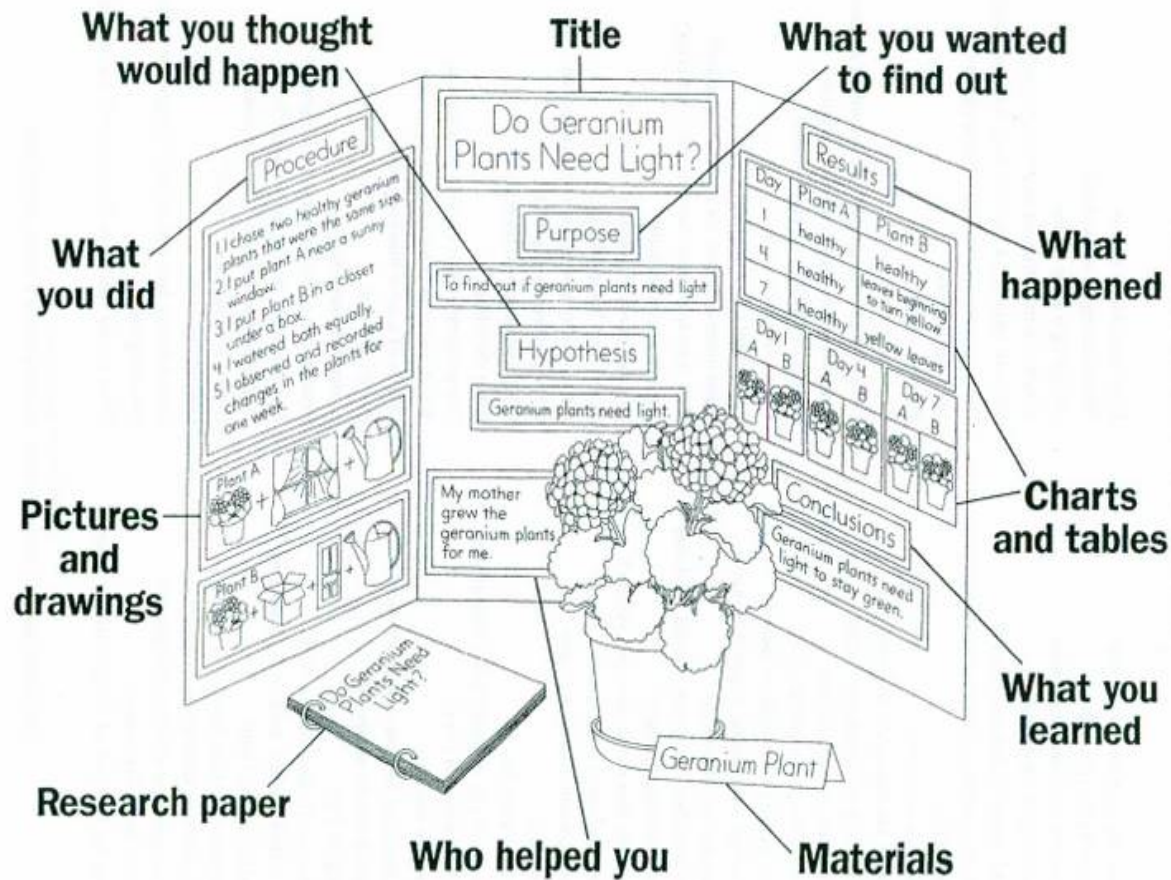 What you thought
would happen
Title
What you wanted
to find out
What
you did
Procedure
1. I chose two healthy geranium
plants that were the same size.
2. I put plant A near a sunny
window.
3. I put plant B in a closet
under a box.
4. I watered both equally.
5. I observed and recorded
changes in the plants for
one week.
Plant A
+
+
Plant B
+
+
+
Pictures
and
drawings
Do Geranium
Plants Need Light?
Purpose
To find out if geranium plants need light
Hypothesis
Geranium plants need light.
My mother
grew the
geranium plants
for me.
Results
Day Plant A Plant B
1 healthy healthy
4 healthy leaves beginning
to turn yellow
7 healthy yellow leaves
Day 1 Day 4 Day 7
A B A B A B
Conclusions
Geranium plants need
light to stay green.
What
happened
Charts
and tables
What you
learned
Do Geranium
Plants Need
Light?
Geranium Plant
Research paper
Who helped you
Materials